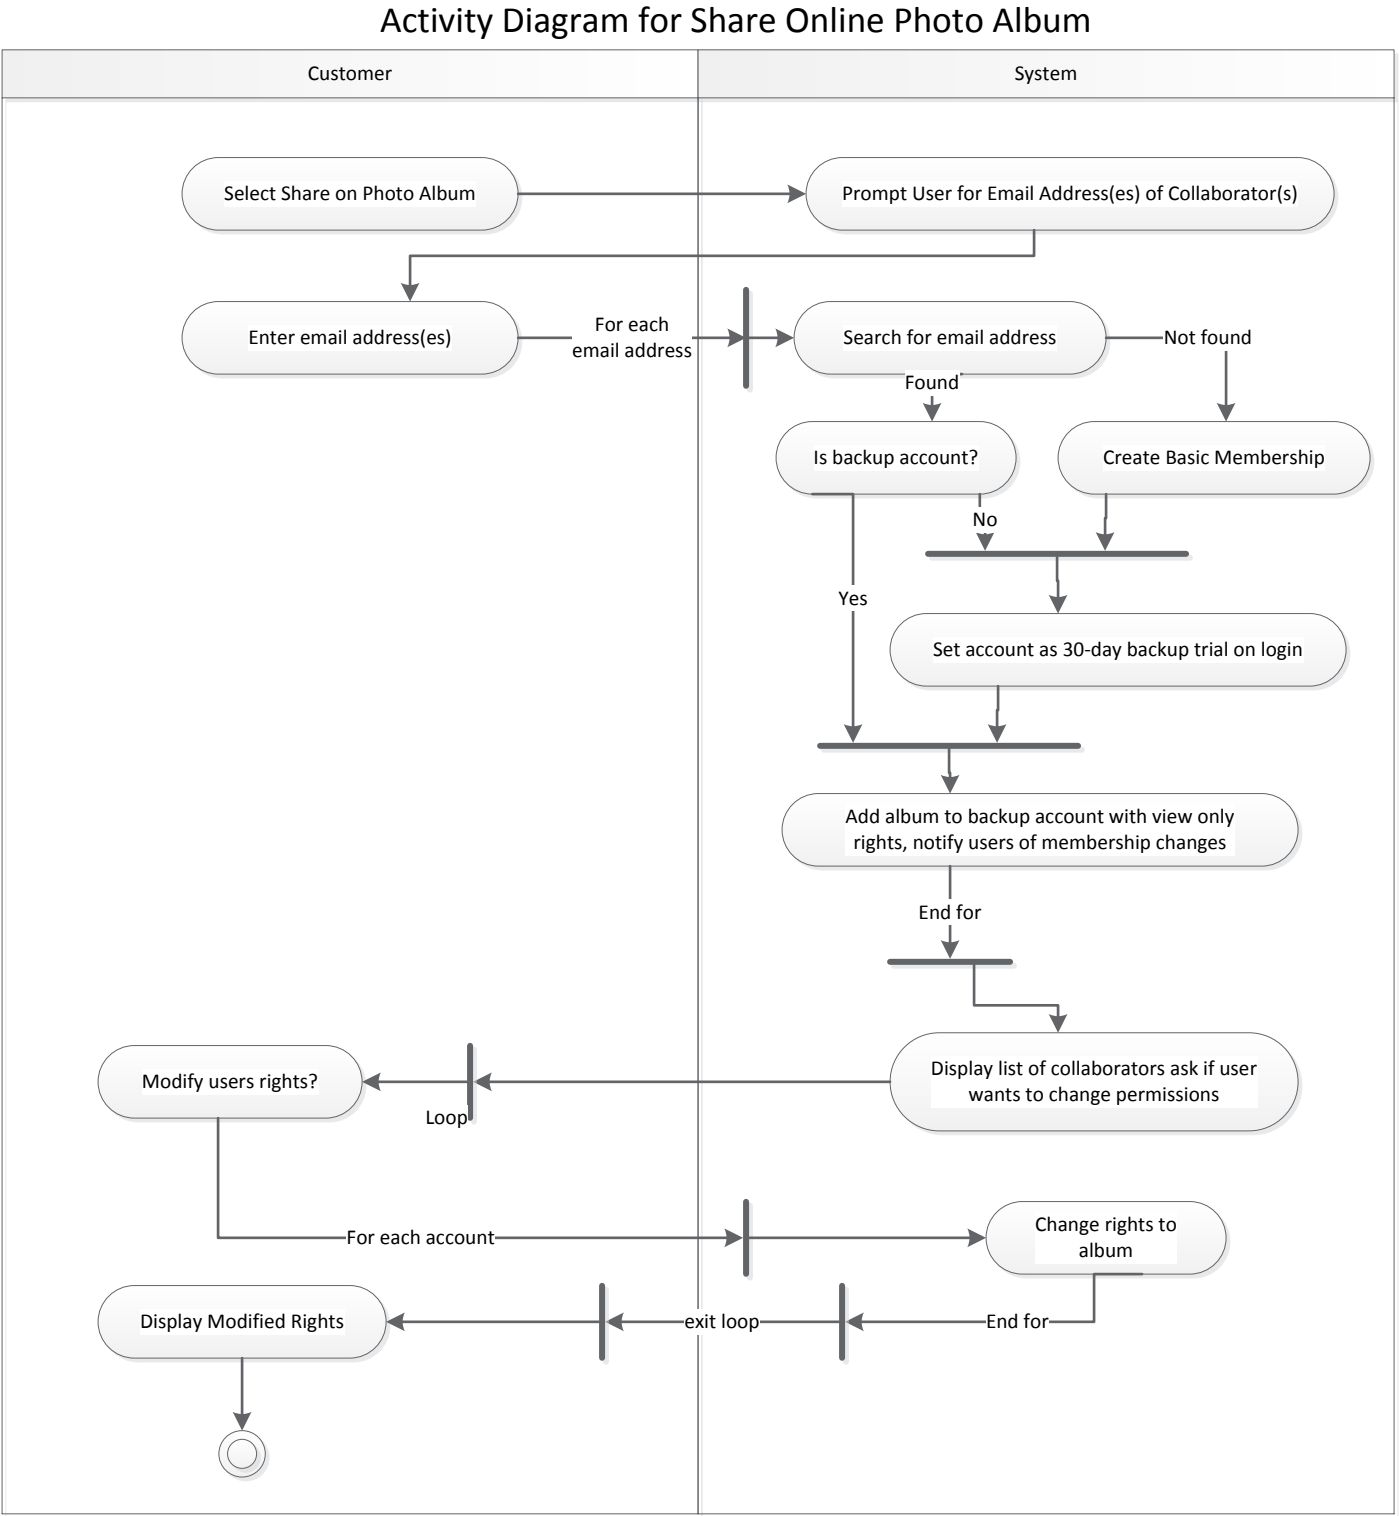 Activity Diagram for Share Online Photo Album
Customer
System
Select Share on Photo Album
Prompt User for Email Address(es) of Collaborator(s)
Enter email address(es)
For each
email address
Search for email address
Not found
Found
Is backup account?
Create Basic Membership
No
Yes
Set account as 30-day backup trial on login
Add album to backup account with view only
rights, notify users of membership changes
End for
Modify users rights?
Loop
Display list of collaborators ask if user
wants to change permissions
For each account
Change rights to
album
Display Modified Rights
exit loop
End for